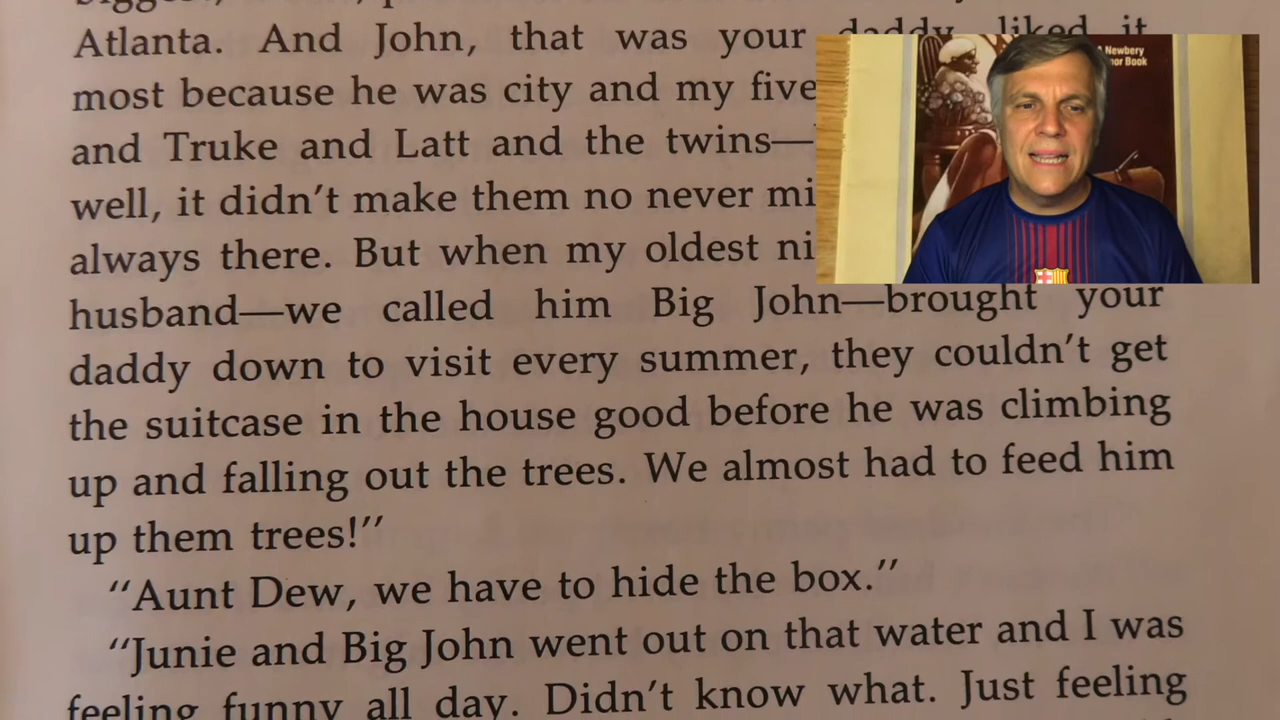 Atlanta. And John, that was your daddy liked it
most because he was city and my five
and Truke and Latt and the twins—
well, it didn't make them no never mi
always there. But when my oldest ni
husband—we called him Big John—brought your
daddy down to visit every summer, they couldn't get
the suitcase in the house good before he was climbing
up and falling out the trees. We almost had to feed him
up them trees!”
“Aunt Dew, we have to hide the box.”
“Junie and Big John went out on that water and I was
feeling funny all day. Didn't know what. Just feeling
A Newbery
nor Book